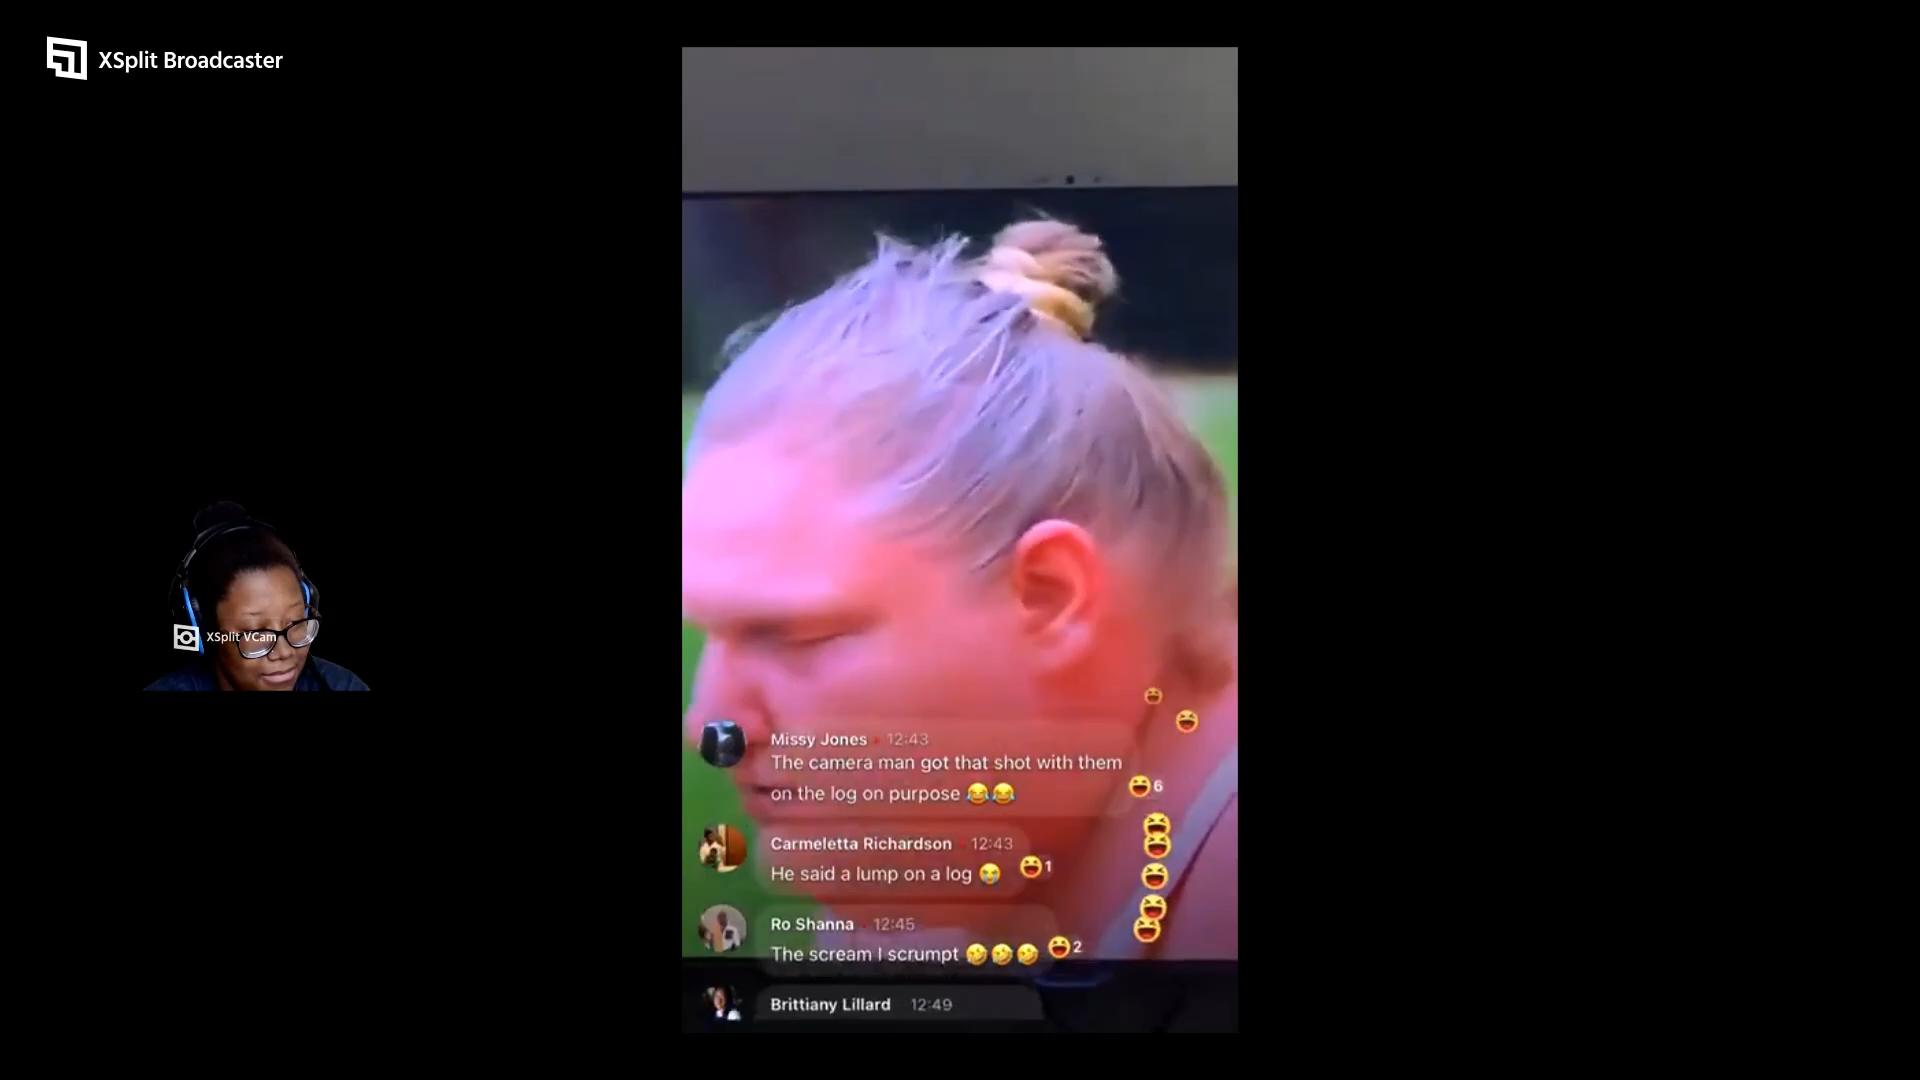 XSplit Broadcaster
XSplit VCam
Missy Jones 12:43
The camera man got that shot with them
on the log on purpose 😂😂
6
Carmeletta Richardson 12:43
He said a lump on a log 😭 1
Ro Shanna 12:45
The scream I scrumpt 🤣🤣🤣 2
Brittiany Lillard 12:49